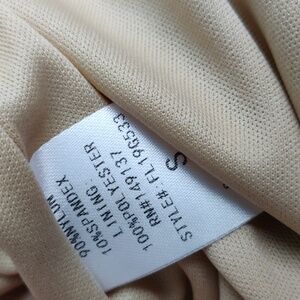 S
STYLE#: FL19G533
RN#149137
100%POLYESTER
LINING
10%SPANDEX
90%NYLON